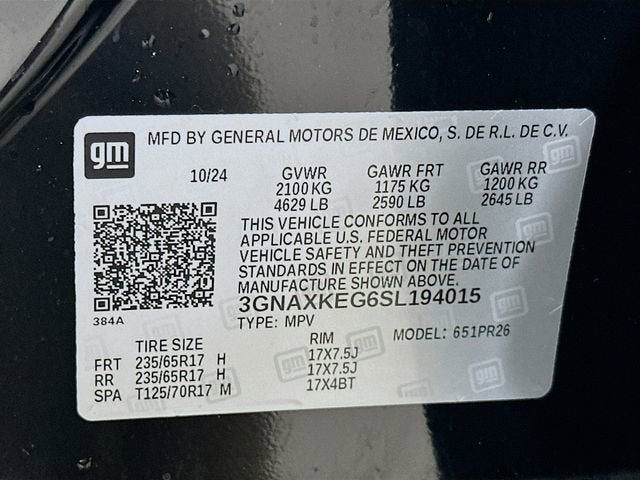 gm
MFD BY GENERAL MOTORS DE MEXICO, S. DE R.L. DE C.V.
10/24 GVWR GAWR FRT GAWR RR
2100 KG 1175 KG 1200 KG
4629 LB 2590 LB 2645 LB
THIS VEHICLE CONFORMS TO ALL
APPLICABLE U.S. FEDERAL MOTOR
VEHICLE SAFETY AND THEFT PREVENTION
STANDARDS IN EFFECT ON THE DATE OF
MANUFACTURE SHOWN ABOVE.
3GNAXKEG6SL194015
384A
TYPE: MPV MODEL: 651PR26
TIRE SIZE RIM
FRT 235/65R17 H 17X7.5J
RR 235/65R17 H 17X7.5J
SPA T125/70R17 M 17X4BT